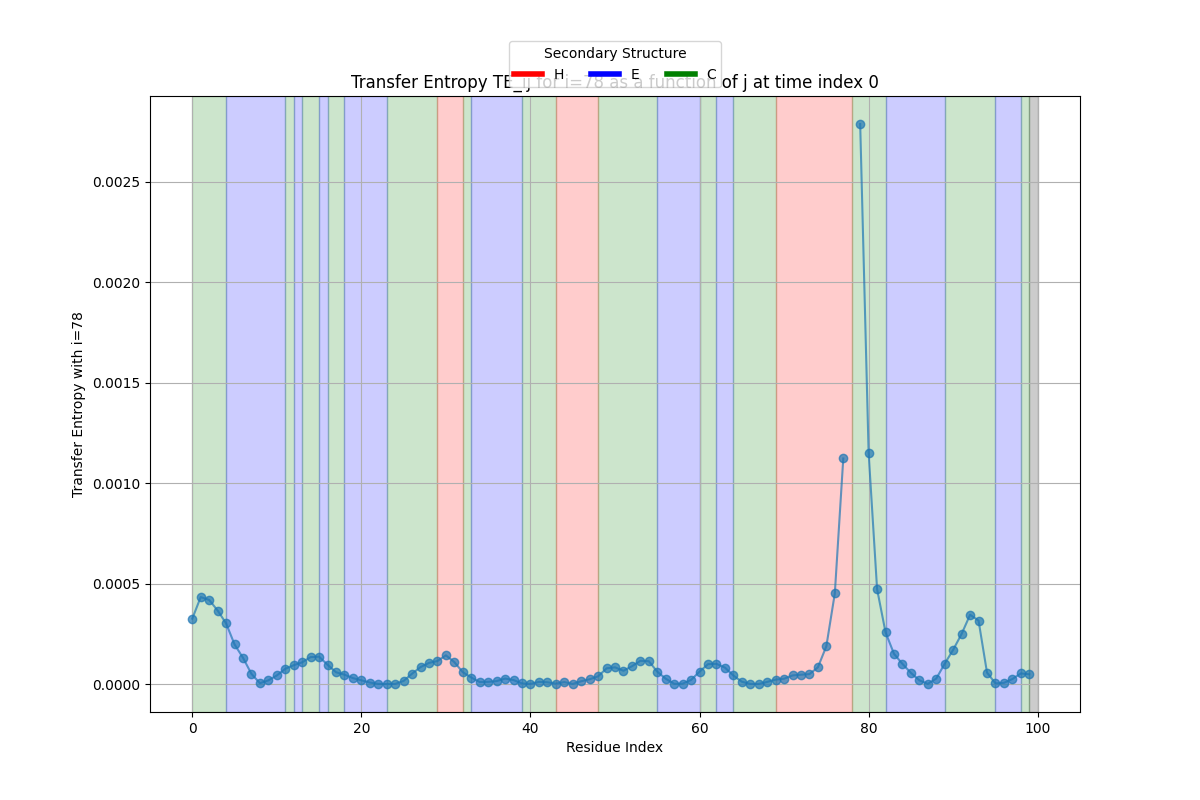 Secondary Structure
H E C
Transfer Entropy TE_ij for i=78 as a function of j at time index 0
Transfer Entropy with i=78
0.0025
0.0020
0.0015
0.0010
0.0005
0.0000
0 20 40 60 80 100
Residue Index